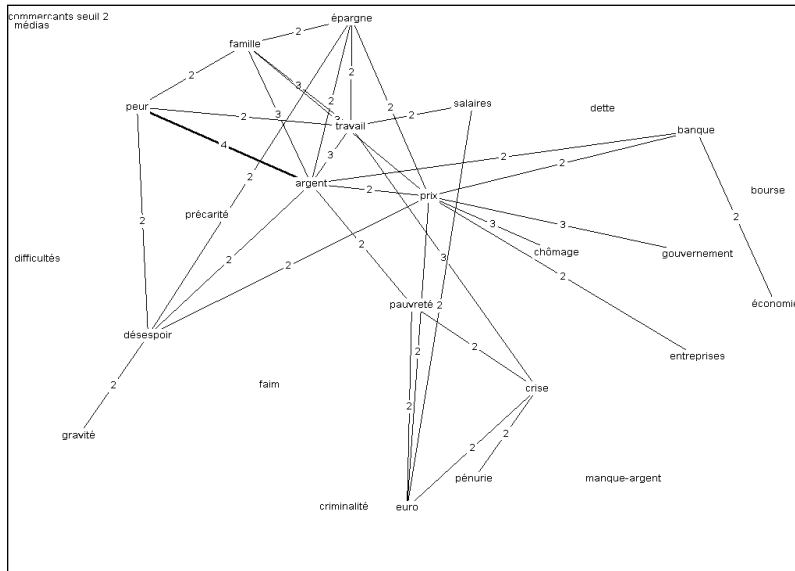 commerçants seuil 2
médias
épargne
famille
2
2
2
3
2
peur
salaires
dette
2
3
3
2
2
travail
banque
4
3
2
2
argent
2
prix
bourse
2
précarité
2
3
3
2
chômage
gouvernement
difficultés
2
2
2
3
2
pauvreté
2
économie
désespoir
2
2
entreprises
2
faim
crise
2
gravité
2
2
pénurie
manque-argent
criminalité
euro